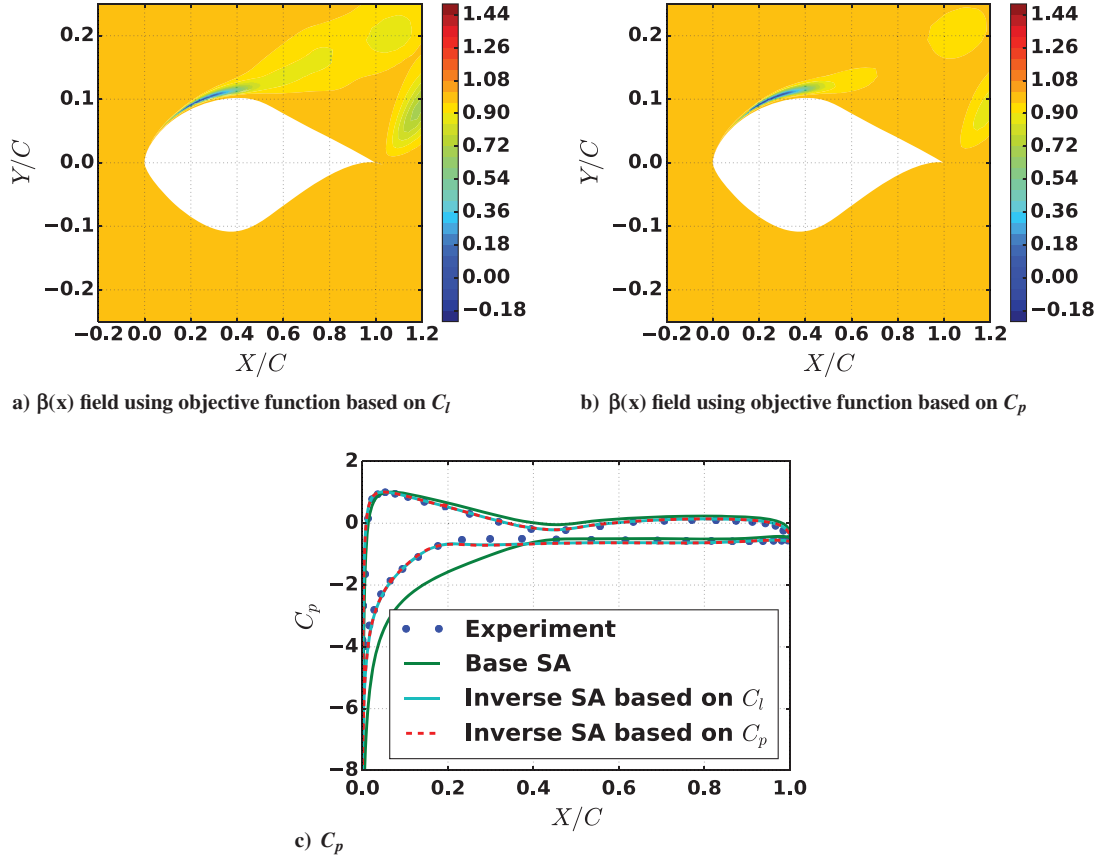 0.2
0.1
0.0
−0.1
−0.2
−0.2 0.0 0.2 0.4 0.6 0.8 1.0 1.2
X/C
Y/C
1.44
1.26
1.08
0.90
0.72
0.54
0.36
0.18
0.00
−0.18
a) β(x) field using objective function based on Cl
0.2
0.1
0.0
−0.1
−0.2
−0.2 0.0 0.2 0.4 0.6 0.8 1.0 1.2
X/C
Y/C
1.44
1.26
1.08
0.90
0.72
0.54
0.36
0.18
0.00
−0.18
b) β(x) field using objective function based on Cp
2
0
−2
−4
−6
−8
0.0 0.2 0.4 0.6 0.8 1.0
X/C
Cp
Experiment
Base SA
Inverse SA based on Cl
Inverse SA based on Cp
c) Cp